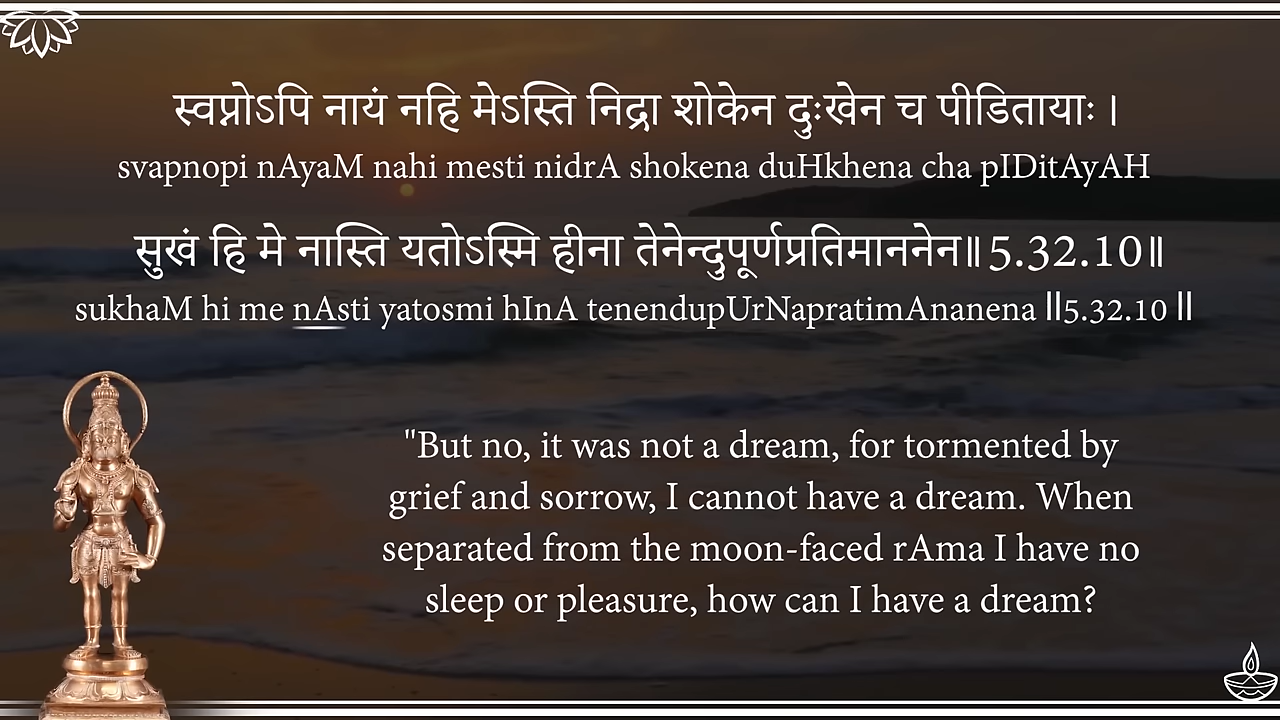 स्वप्नोऽपि नायं नहि मेऽस्ति निद्रा शोकेन दुःखेन च पीडितायाः ।
svapnopi nAyaM nahi mesti nidrA shokena duHkhena cha pIDitAyAH
सुखं हि मे नास्ति यतोऽस्मि हीना तेनेन्दुपूर्णप्रतिमाननेन॥5.32.10॥
sukhaM hi me nAsti yatosmi hInA tenendupUrNapratimAnanena ॥5.32.10 ॥
"But no, it was not a dream, for tormented by
grief and sorrow, I cannot have a dream. When
separated from the moon-faced rAma I have no
sleep or pleasure, how can I have a dream?